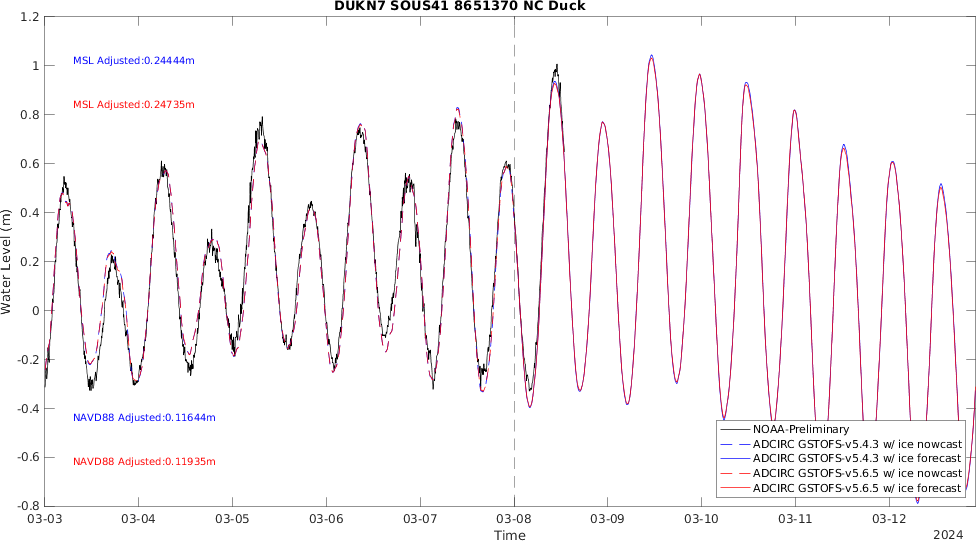 DUKN7 SOUS41 8651370 NC Duck
1.2
1
0.8
0.6
0.4
0.2
0
-0.2
-0.4
-0.6
-0.8
Water Level (m)
MSL Adjusted:0.24444m
MSL Adjusted:0.24735m
NAVD88 Adjusted:0.11644m
NAVD88 Adjusted:0.11935m
NOAA-Preliminary
ADCIRC GSTOFS-v5.4.3 w/ ice nowcast
ADCIRC GSTOFS-v5.4.3 w/ ice forecast
ADCIRC GSTOFS-v5.6.5 w/ ice nowcast
ADCIRC GSTOFS-v5.6.5 w/ ice forecast
03-03 03-04 03-05 03-06 03-07 03-08 03-09 03-10 03-11 03-12
Time
2024